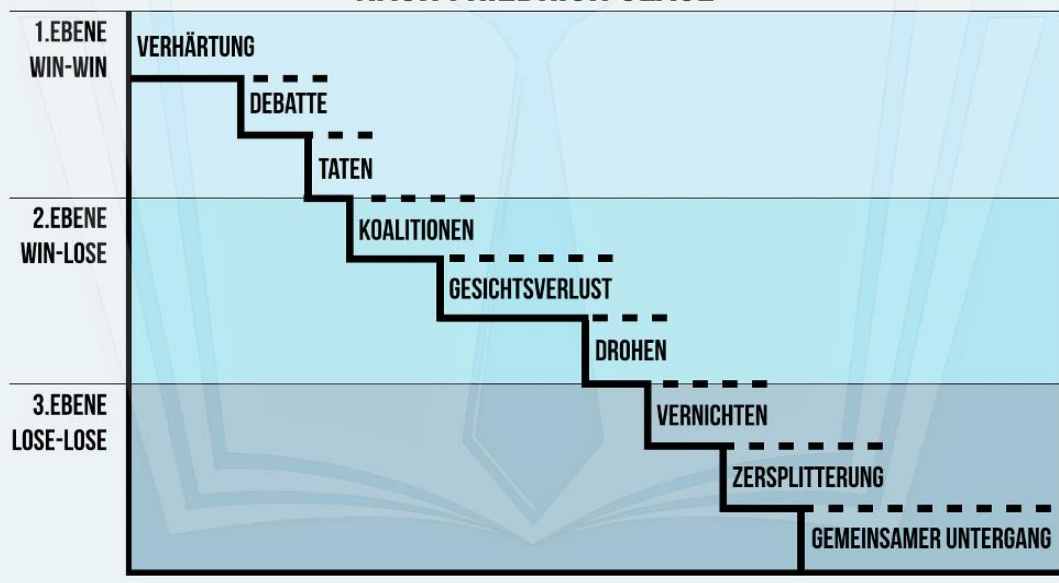 1.EBENE
WIN-WIN
VERHÄRTUNG
DEBATTE
TATEN
2.EBENE
WIN-LOSE
KOALITIONEN
GESICHTSVERLUST
DROHEN
3.EBENE
LOSE-LOSE
VERNICHTEN
ZERSPLITTERUNG
GEMEINSAMER UNTERGANG